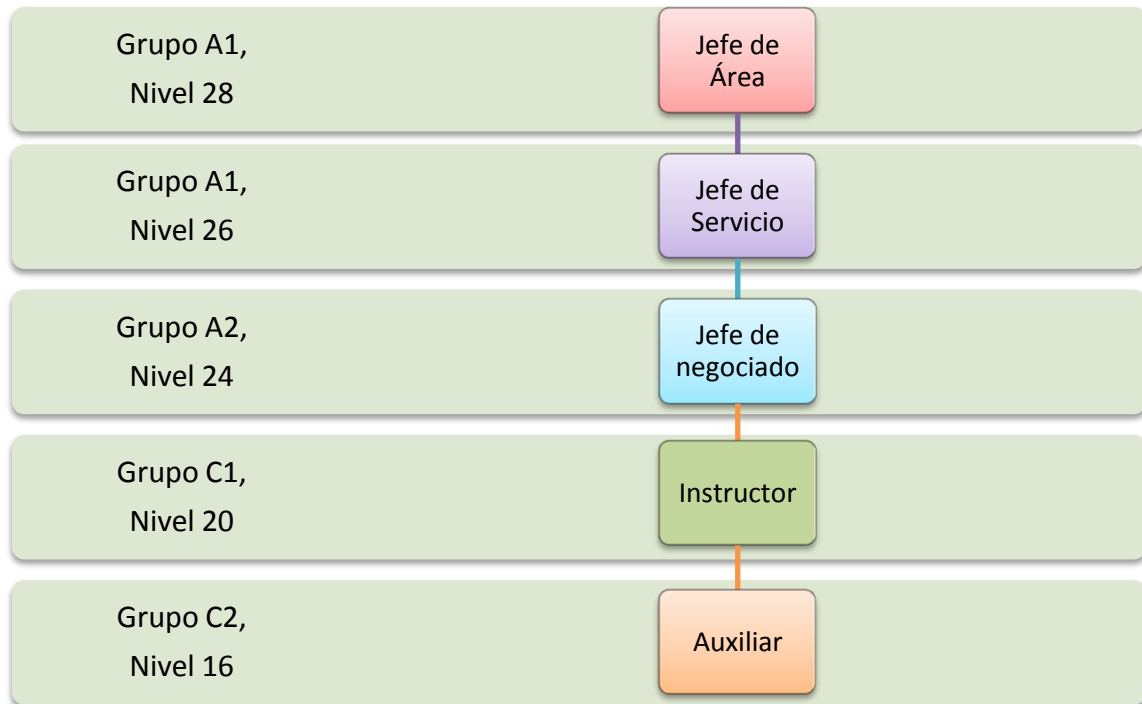 Grupo A1,
Nivel 28
Jefe de
Área
Grupo A1,
Nivel 26
Jefe de
Servicio
Grupo A2,
Nivel 24
Jefe de
negociado
Grupo C1,
Nivel 20
Instructor
Grupo C2,
Nivel 16
Auxiliar